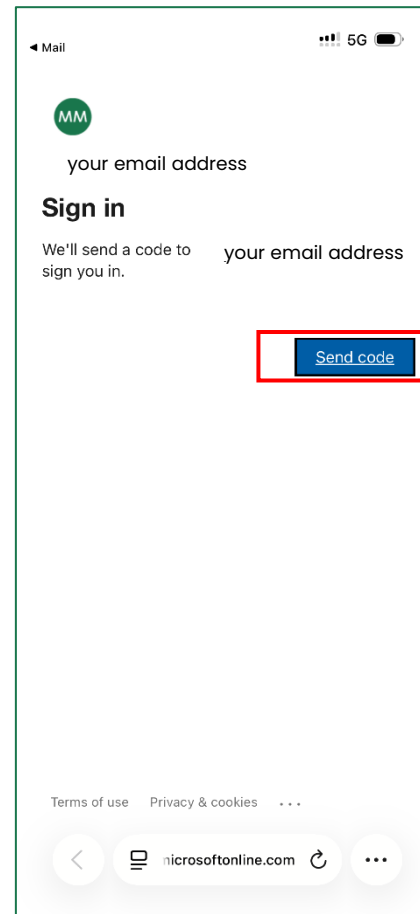 ◀ Mail
5G
MM
your email address
Sign in
We'll send a code to your email address
sign you in.
Send code
Terms of use Privacy & cookies ...
nicrosoftonline.com